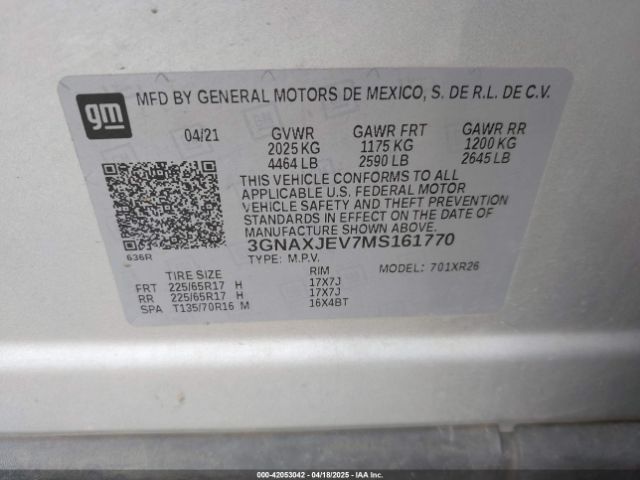 gm
MFD BY GENERAL MOTORS DE MEXICO, S. DE R.L. DE C.V.
04/21 GVWR GAWR FRT GAWR RR
2025 KG 1175 KG 1200 KG
4464 LB 2590 LB 2645 LB
THIS VEHICLE CONFORMS TO ALL
APPLICABLE U.S. FEDERAL MOTOR
VEHICLE SAFETY AND THEFT PREVENTION
STANDARDS IN EFFECT ON THE DATE OF
MANUFACTURE SHOWN ABOVE.
3GNAXJEV7MS161770
636R
TYPE: M.P.V. MODEL: 701XR26
TIRE SIZE RIM
FRT 225/65R17 H 17X7J
RR 225/65R17 H 17X7J
SPA T135/70R16 M 16X4BT
000-42053042 - 04/18/2025 - IAA Inc.